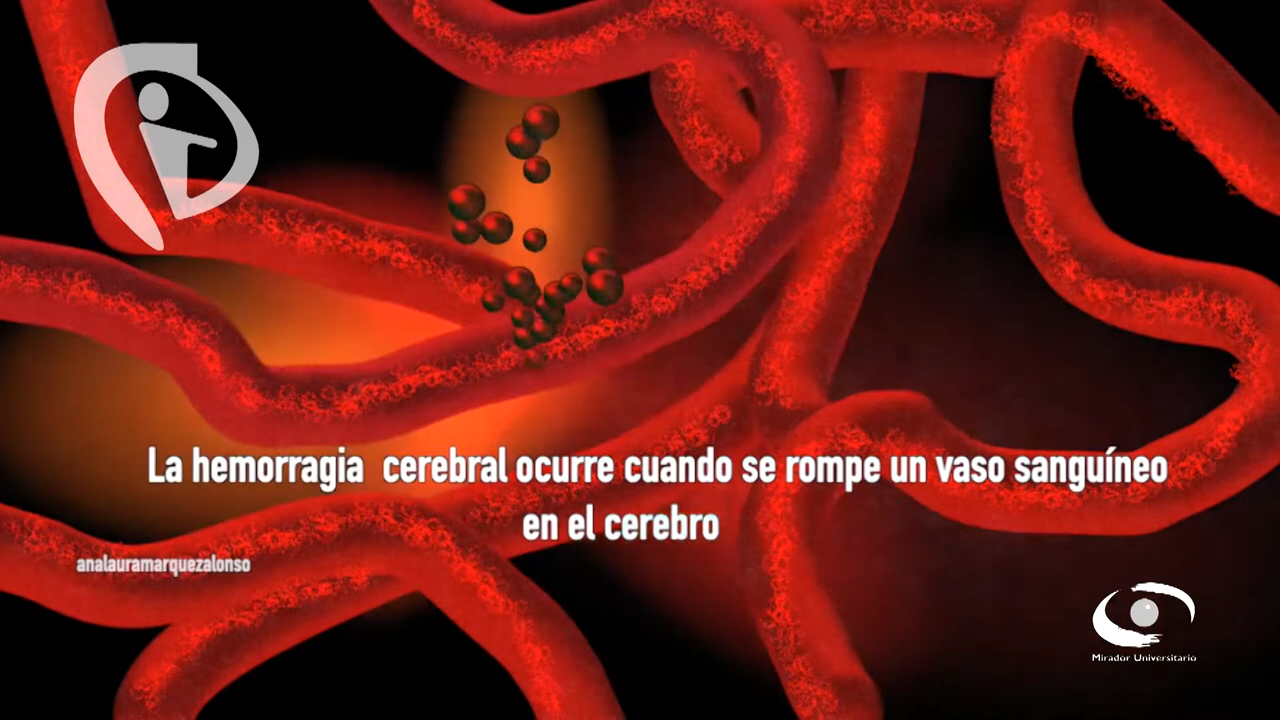 La hemorragia  cerebral ocurre cuando se rompe un vaso sanguíneo
en el cerebro
analauramarquezalonso
Mirador Universitario